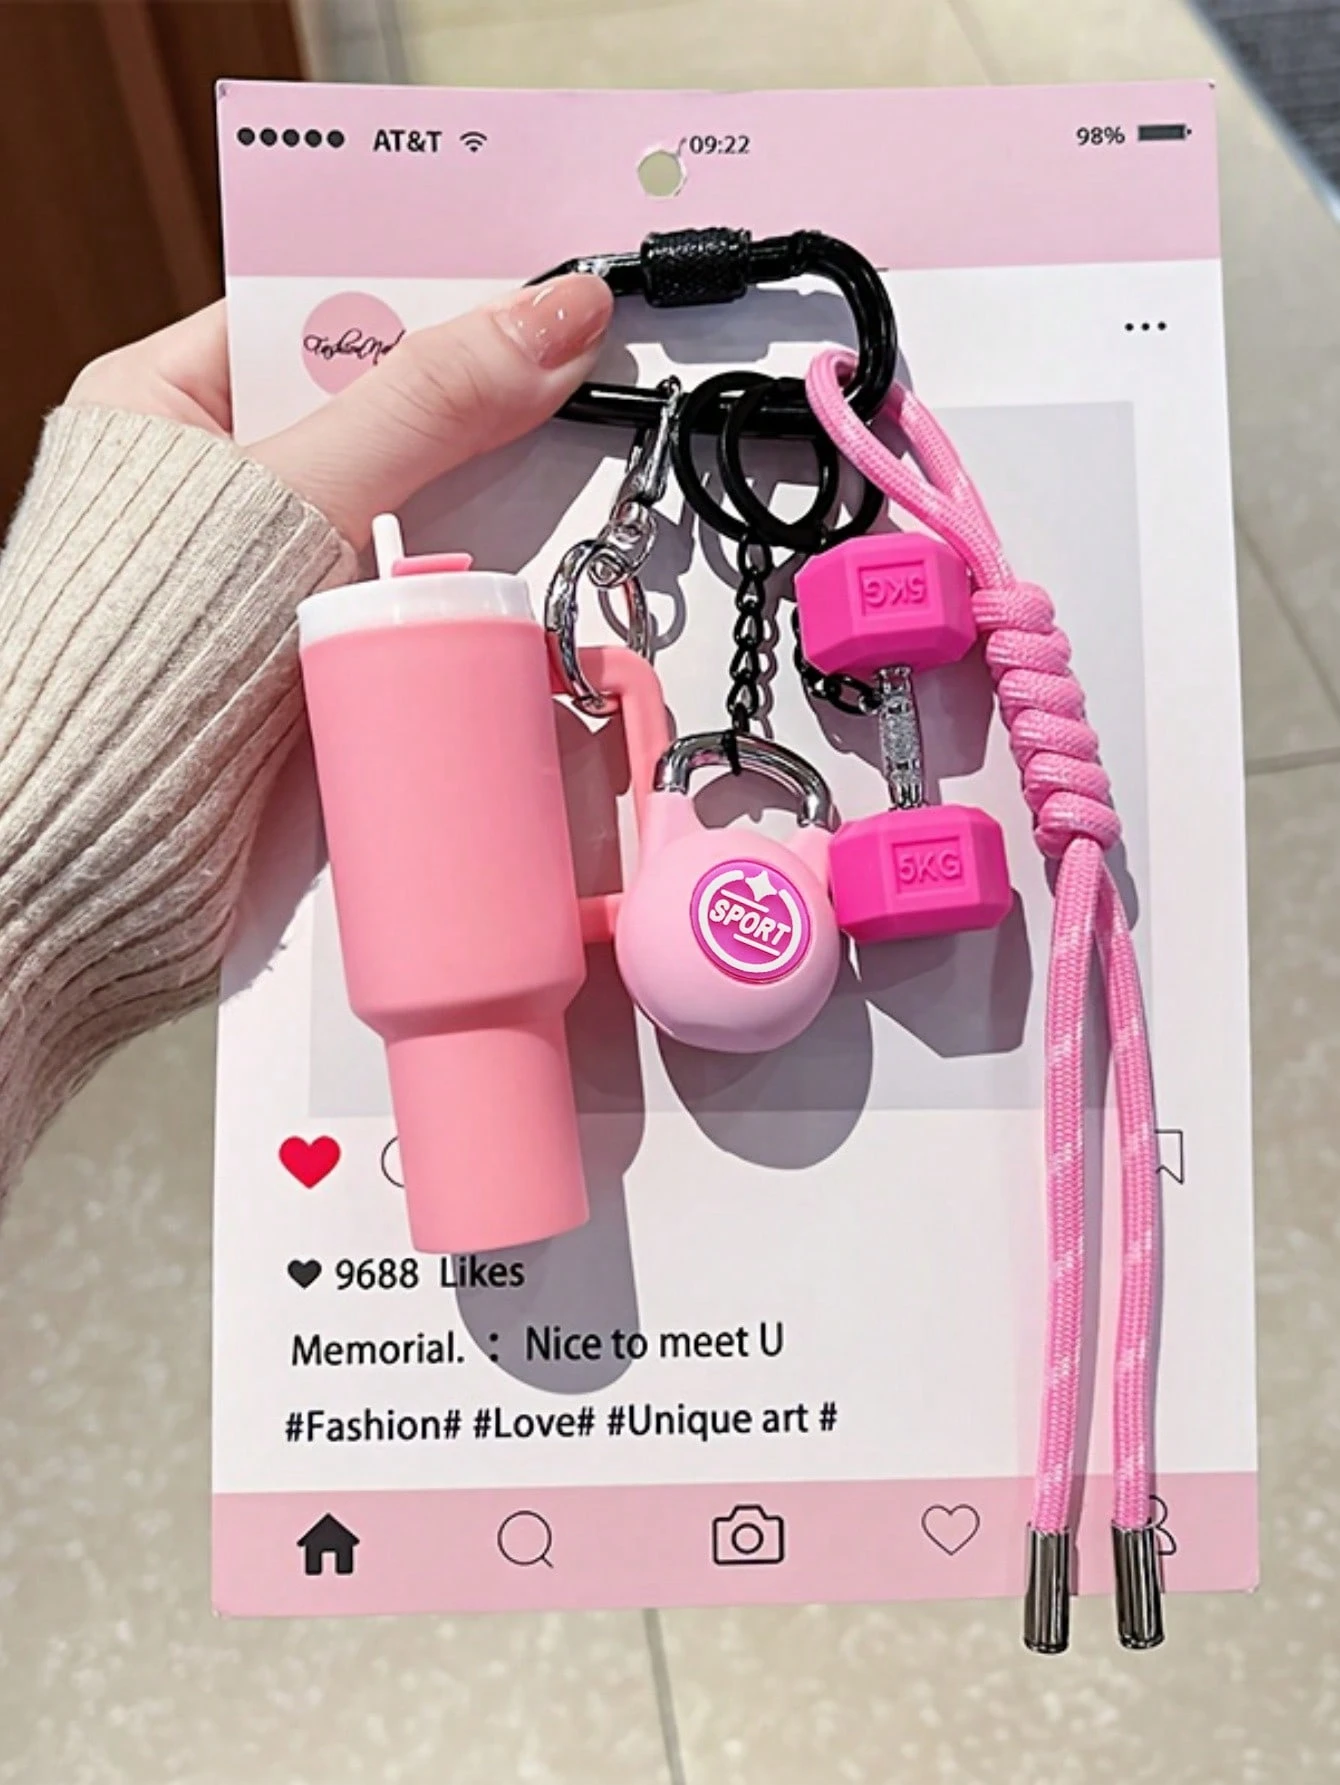 AT&T 09:22 98%
5KG
5KG
SPORT
9688 Likes
Memorial. : Nice to meet U
#Fashion# #Love# #Unique art #